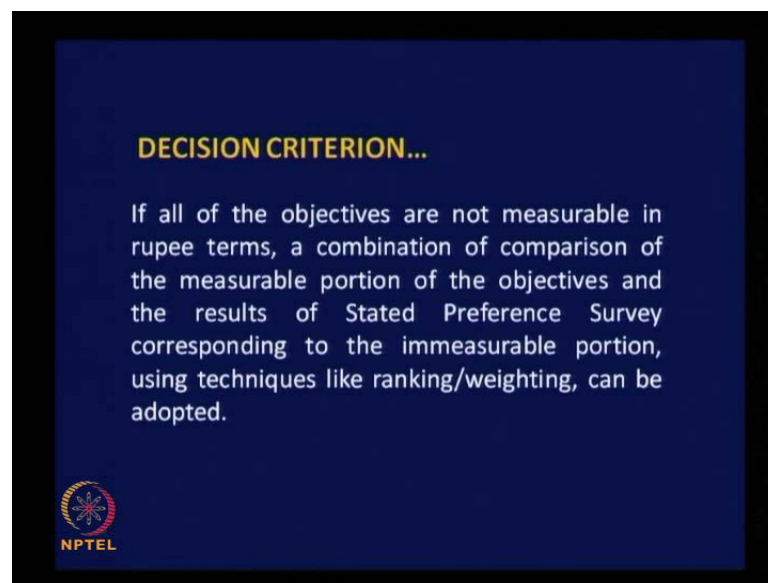 DECISION CRITERION...
If all of the objectives are not measurable in
rupee terms, a combination of comparison of
the measurable portion of the objectives and
the results of Stated Preference Survey
corresponding to the immeasurable portion,
using techniques like ranking/weighting, can be
adopted.
NPTEL